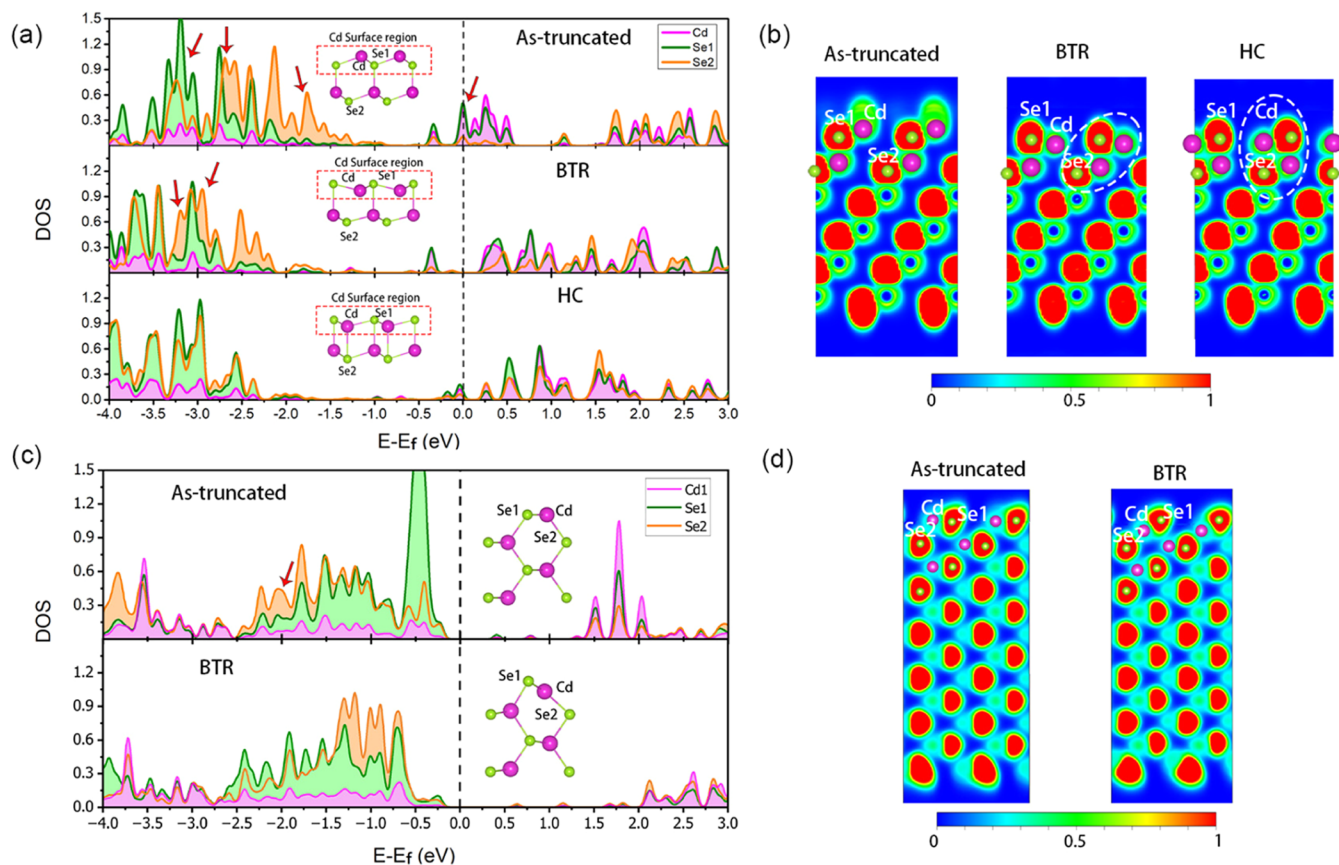 (a)
1.5
1.2
0.9
0.6
0.3
Cd Surface region
Se1
Cd
Se2
As-truncated
Cd
Se1
Se2
1.2
0.9
0.6
0.3
Cd Surface region
Cd
Se1
Se2
BTR
DOS
1.2
0.9
0.6
0.3
0.0
Cd Surface region
Cd
Se1
Se2
HC
-4.0 -3.5 -3.0 -2.5 -2.0 -1.5 -1.0 -0.5 0.0 0.5 1.0 1.5 2.0 2.5 3.0
E-Ef (eV)
(b)
As-truncated
BTR
HC
Se1
Cd
Se2
Se1
Cd
Se2
Se1
Cd
Se2
0
0.5
1
(c)
1.5
1.2
0.9
0.6
0.3
As-truncated
Se1
Cd
Se2
Cd1
Se1
Se2
DOS
1.2
0.9
0.6
0.3
0.0
BTR
Se1
Cd
Se2
−4.0 −3.5 −3.0 −2.5 −2.0 −1.5 −1.0 −0.5 0.0 0.5 1.0 1.5 2.0 2.5 3.0
E-Ef (eV)
(d)
As-truncated
BTR
Cd
Se1
Se2
Cd
Se1
Se2
0
0.5
1